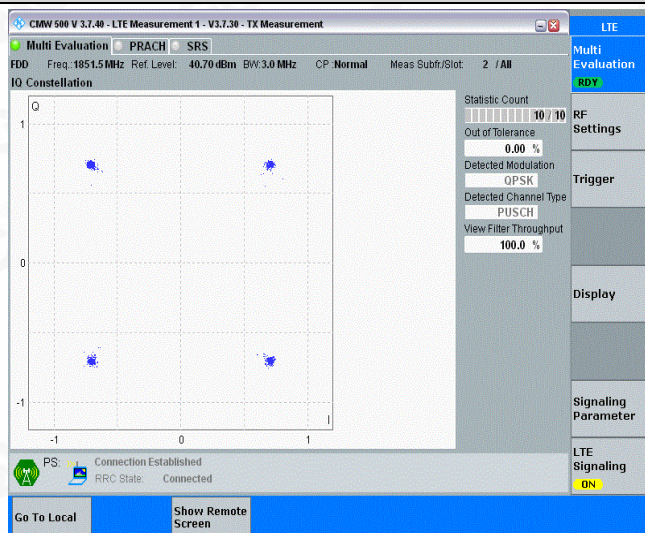 CMW 500 V 3.7.40 - LTE Measurement 1 - V3.7.30 - TX Measurement
LTE
Multi Evaluation PRACH SRS
Multi Evaluation
RDY
FDD Freq.:1851.5 MHz Ref. Level: 40.70 dBm BW:3.0 MHz CP :Normal Meas Subfr./Slot: 2 / All
IQ Constellation
Q
1
0
-1
-1 0 1
I
Statistic Count
10 / 10
Out of Tolerance
0.00 %
Detected Modulation
QPSK
Detected Channel Type
PUSCH
View Filter Throughput
100.0 %
RF
Settings
Trigger
Display
Signaling
Parameter
LTE
Signaling
ON
PS: Connection Established
RRC State: Connected
Go To Local
Show Remote
Screen